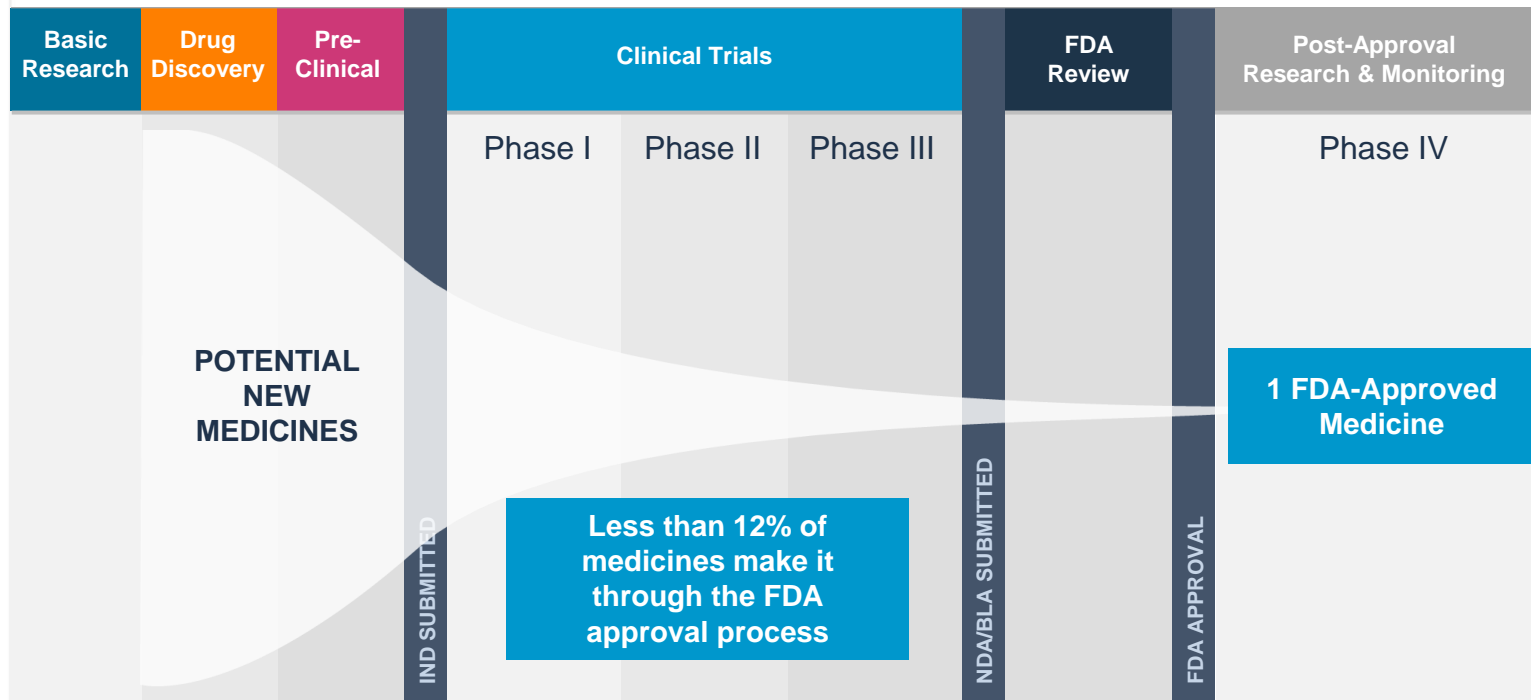 Basic
Research
Drug
Discovery
Pre-
Clinical
Clinical Trials
FDA
Review
Post-Approval
Research & Monitoring
Phase I
Phase II
Phase III
Phase IV
POTENTIAL
NEW
MEDICINES
IND SUBMITTED
Less than 12% of
medicines make it
through the FDA
approval process
NDA/BLA SUBMITTED
FDA APPROVAL
1 FDA-Approved
Medicine